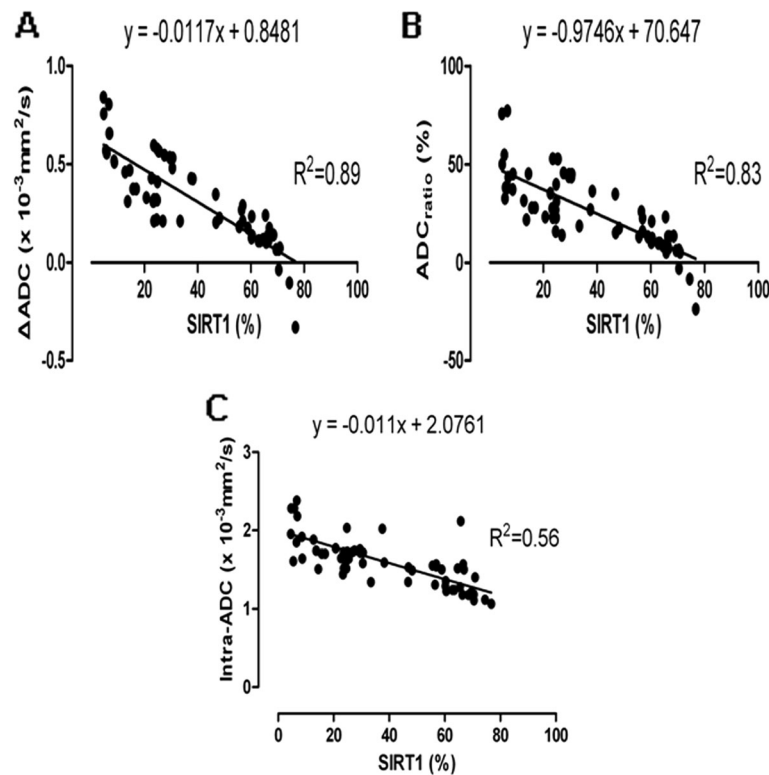 A
y = -0.0117x + 0.8481
ΔADC (x 10⁻³mm²/s)
1.0
0.5
0.0
-0.5
R²=0.89
20 40 60 80 100
SIRT1 (%)
B
y = -0.9746x + 70.647
ADCratio (%)
100
50
0
-50
R²=0.83
20 40 60 80 100
SIRT1 (%)
C
y = -0.011x + 2.0761
Intra-ADC (x 10⁻³mm²/s)
3
2
1
0
R²=0.56
0 20 40 60 80 100
SIRT1 (%)